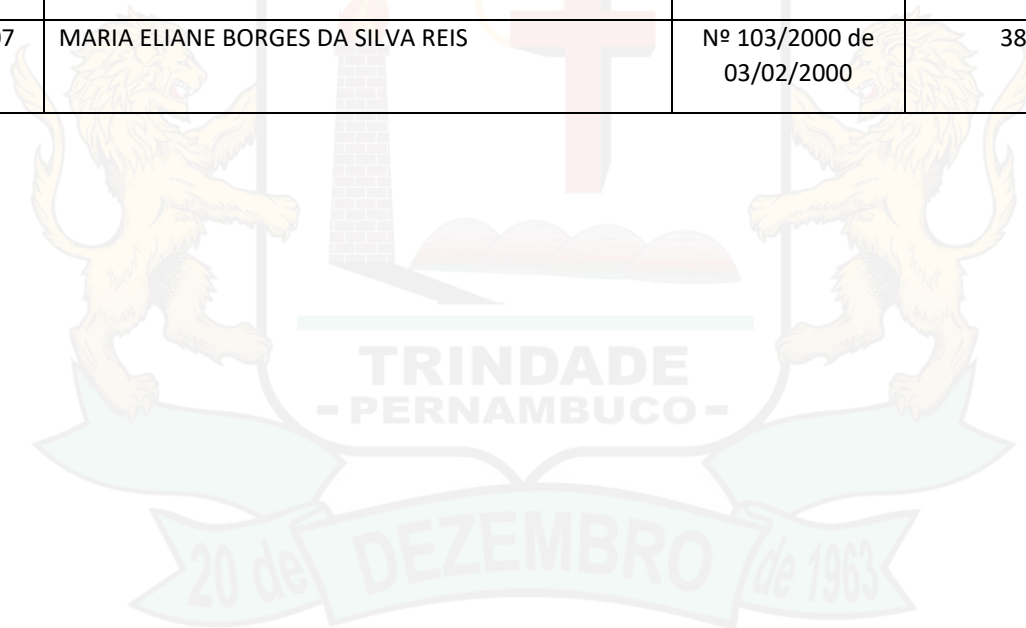 07 MARIA ELIANE BORGES DA SILVA REIS Nº 103/2000 de 38
03/02/2000
TRINDADE
- PERNAMBUCO -
20 de DEZEMBRO de 1963